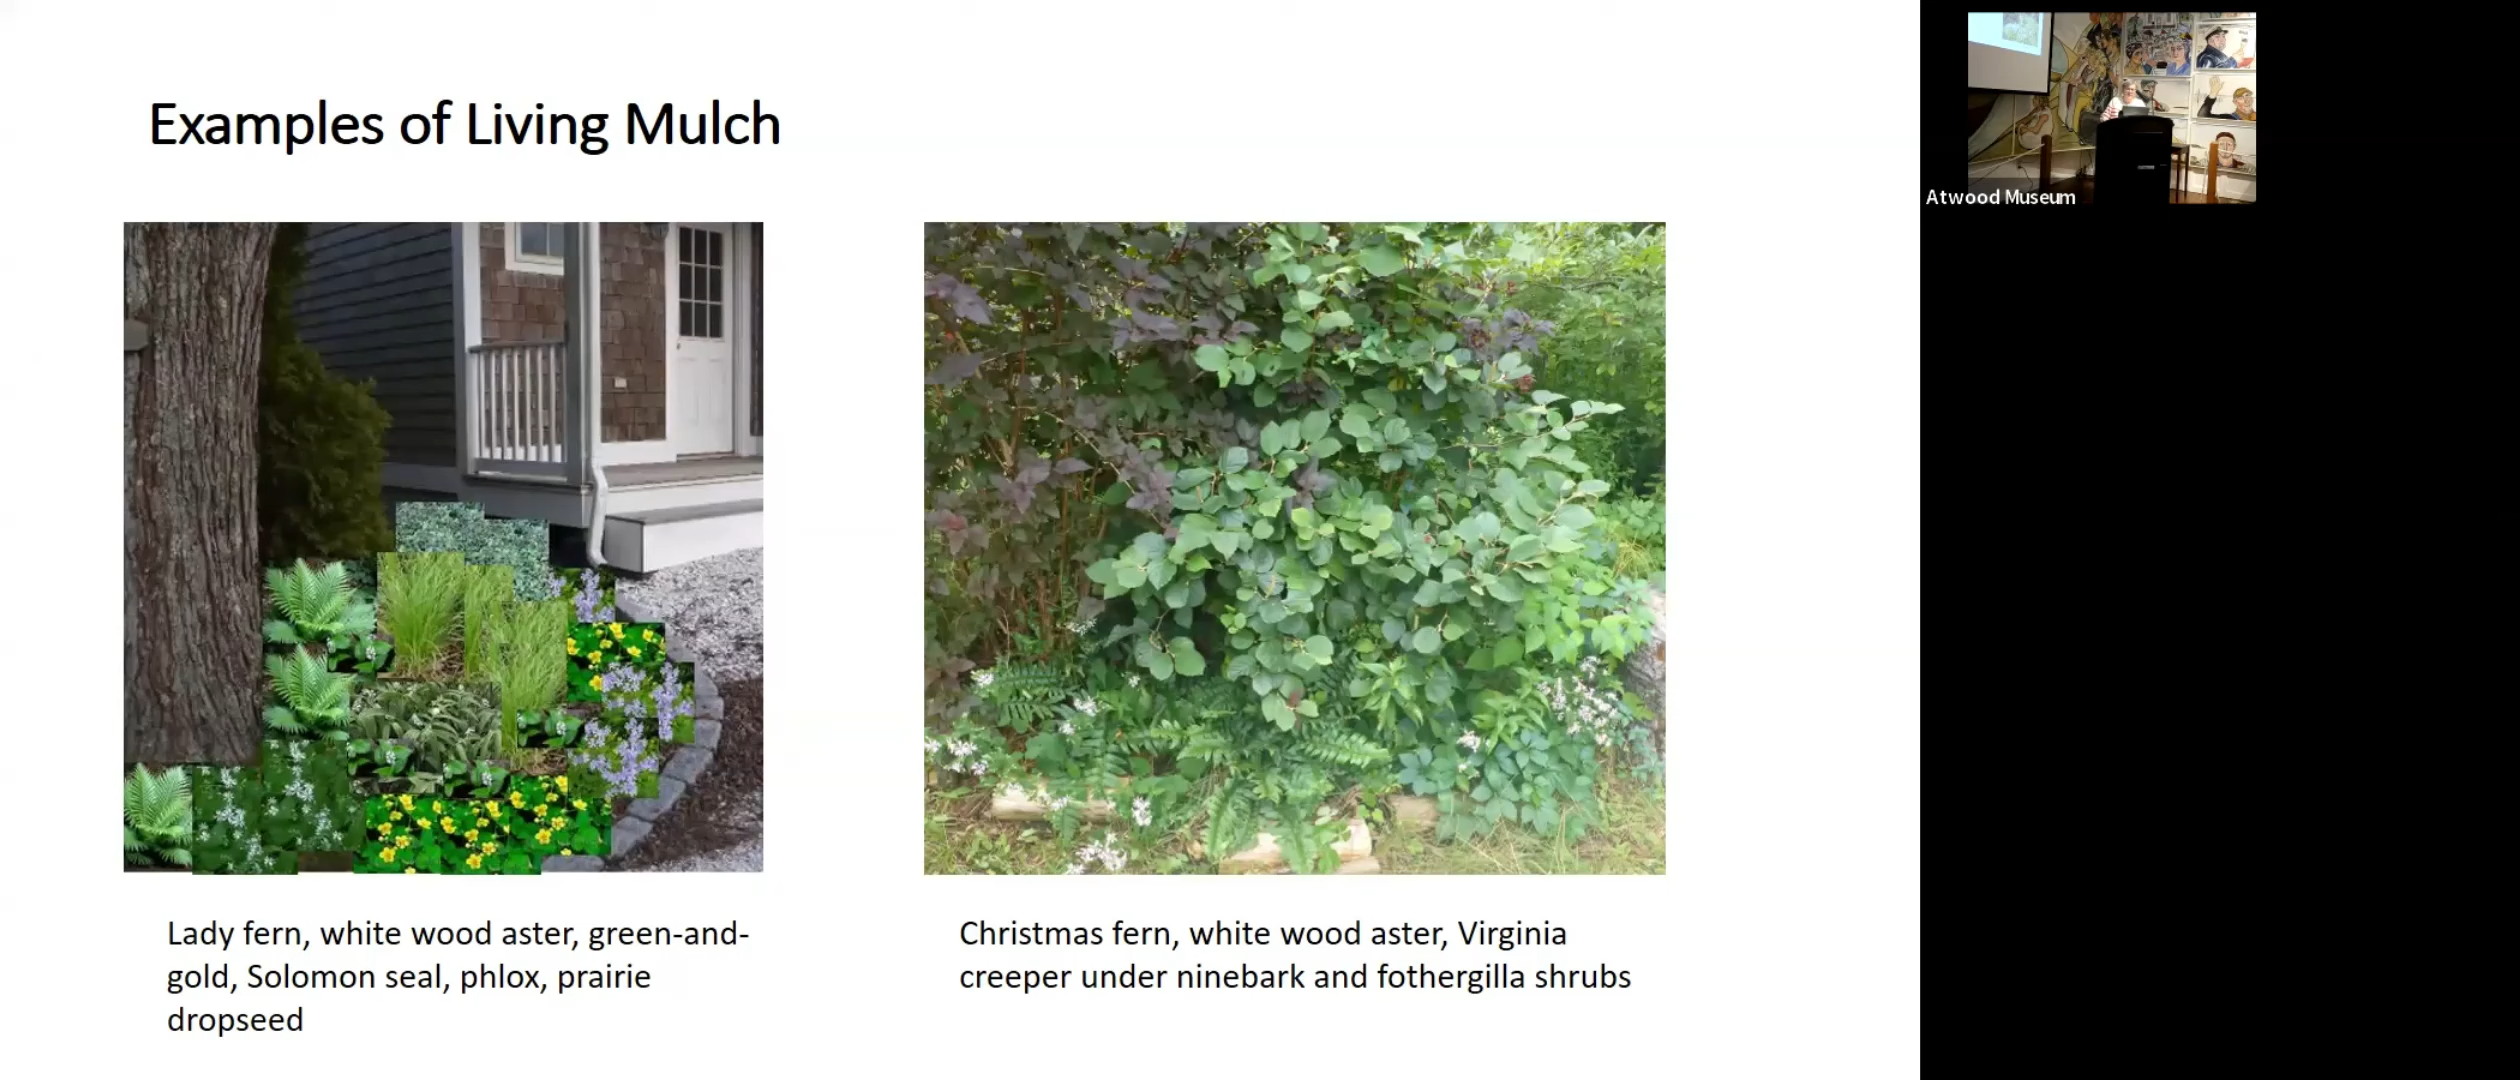 Examples of Living Mulch
Atwood Museum
Lady fern, white wood aster, green-and-
gold, Solomon seal, phlox, prairie
dropseed
Christmas fern, white wood aster, Virginia
creeper under ninebark and fothergilla shrubs